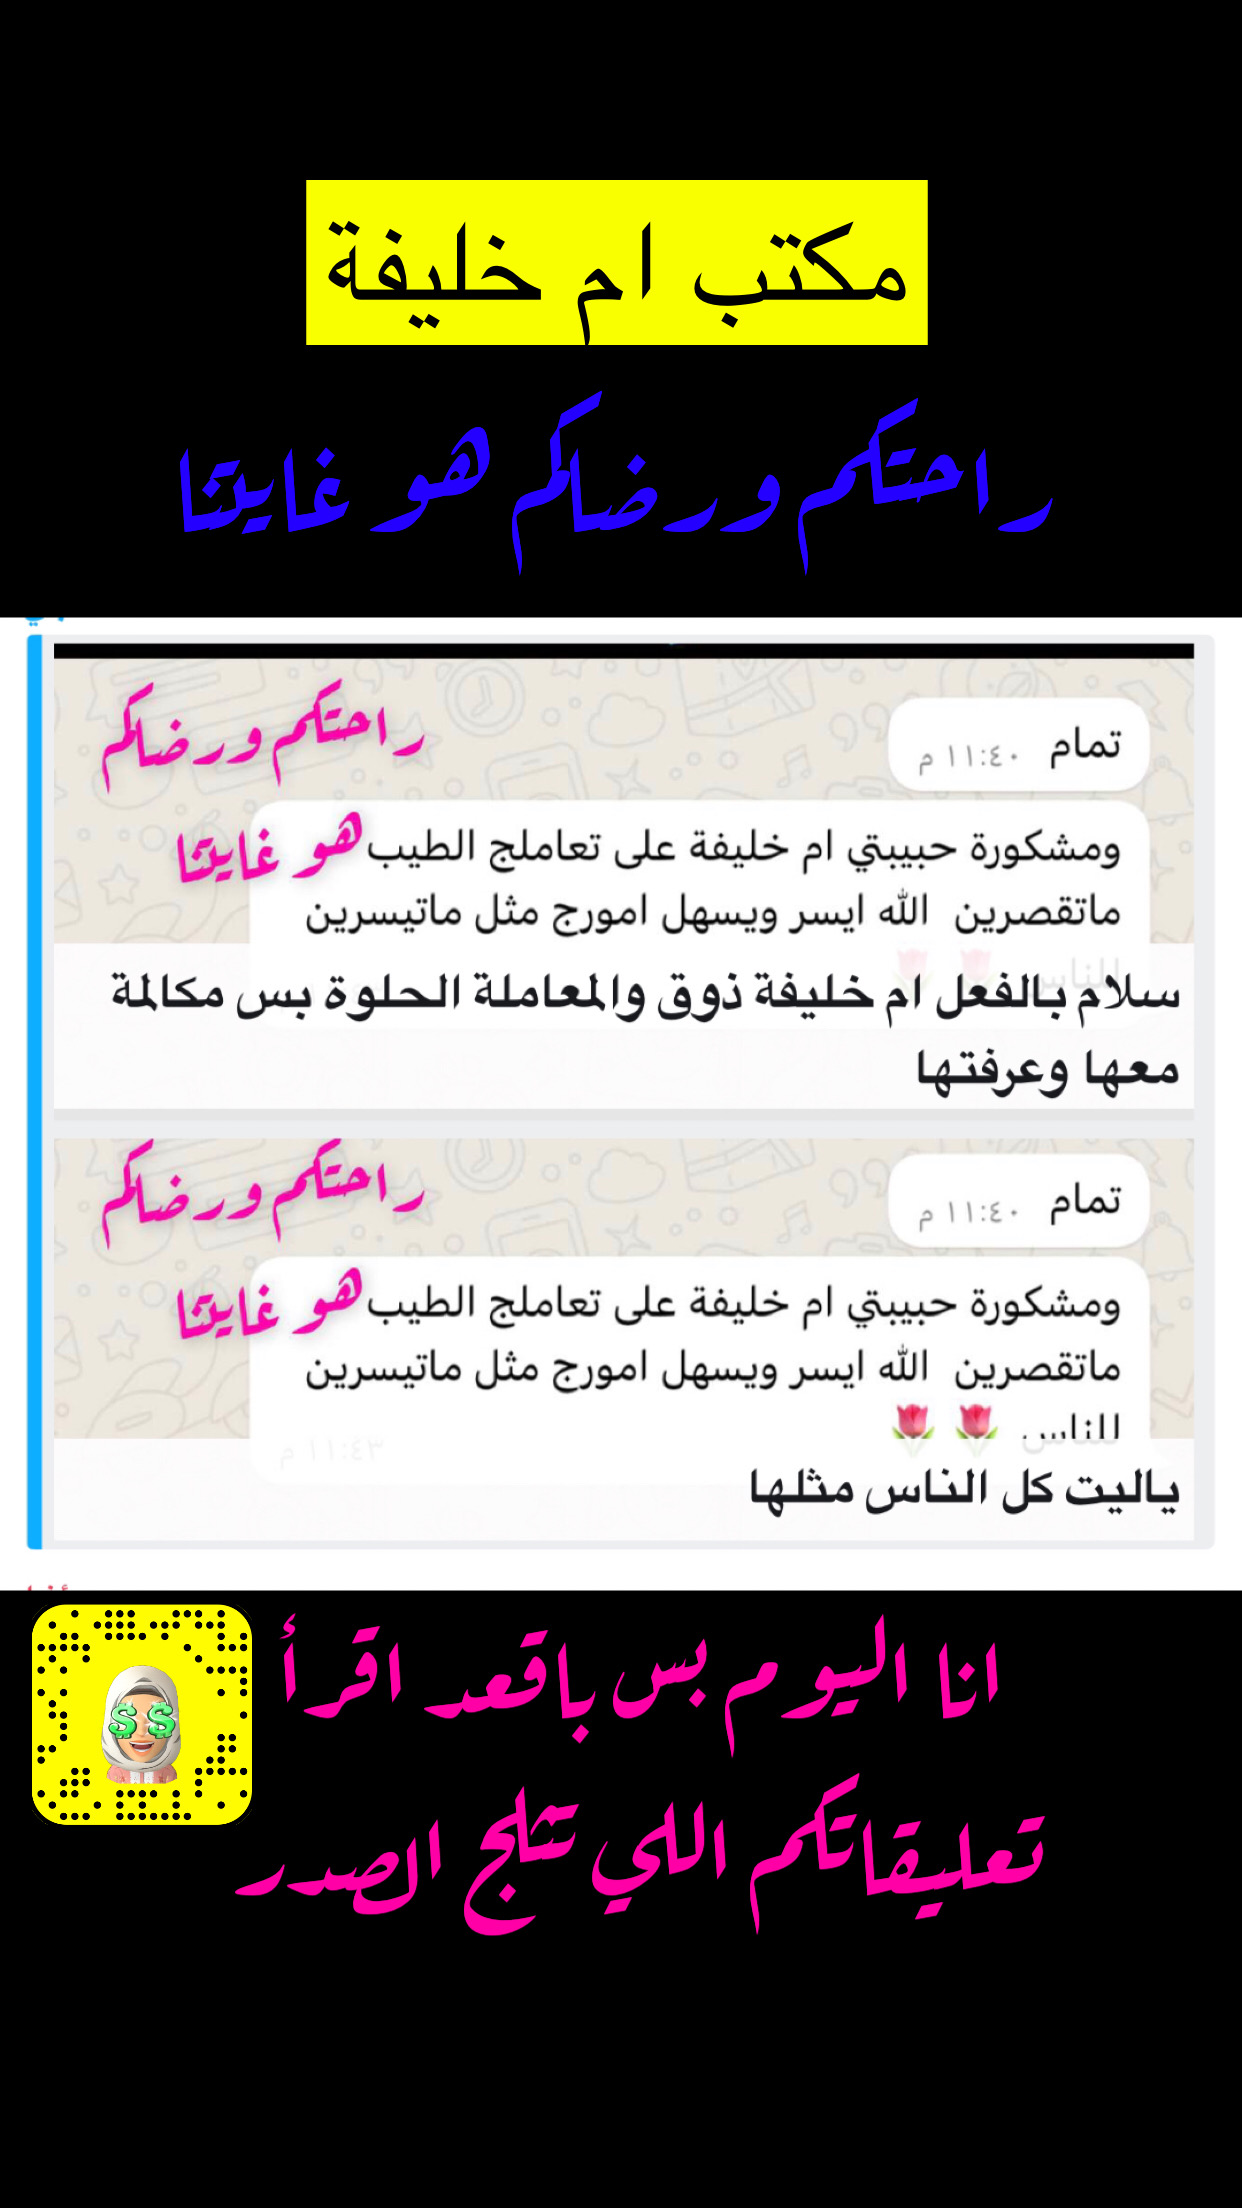 مكتب ام خليفة
راحتكم ورضاكم هو غايتنا
راحتكم ورضاكم
هو غايتنا
تمام ١١:٤٠ م
ومشكورة حبيبتي ام خليفة على تعاملج الطيب
ماتقصرين الله ايسر ويسهل امورج مثل ماتيسرين
للناس 🌷 🌷
سلام بالفعل ام خليفة ذوق والمعاملة الحلوة بس مكالمة
معها وعرفتها
راحتكم ورضاكم
هو غايتنا
تمام ١١:٤٠ م
ومشكورة حبيبتي ام خليفة على تعاملج الطيب
ماتقصرين الله ايسر ويسهل امورج مثل ماتيسرين
للناس 🌷 🌷
١١:٤٣ م
ياليت كل الناس مثلها
انا اليوم بس باقعد اقرأ
تعليقاتكم اللي تثلج الصدر